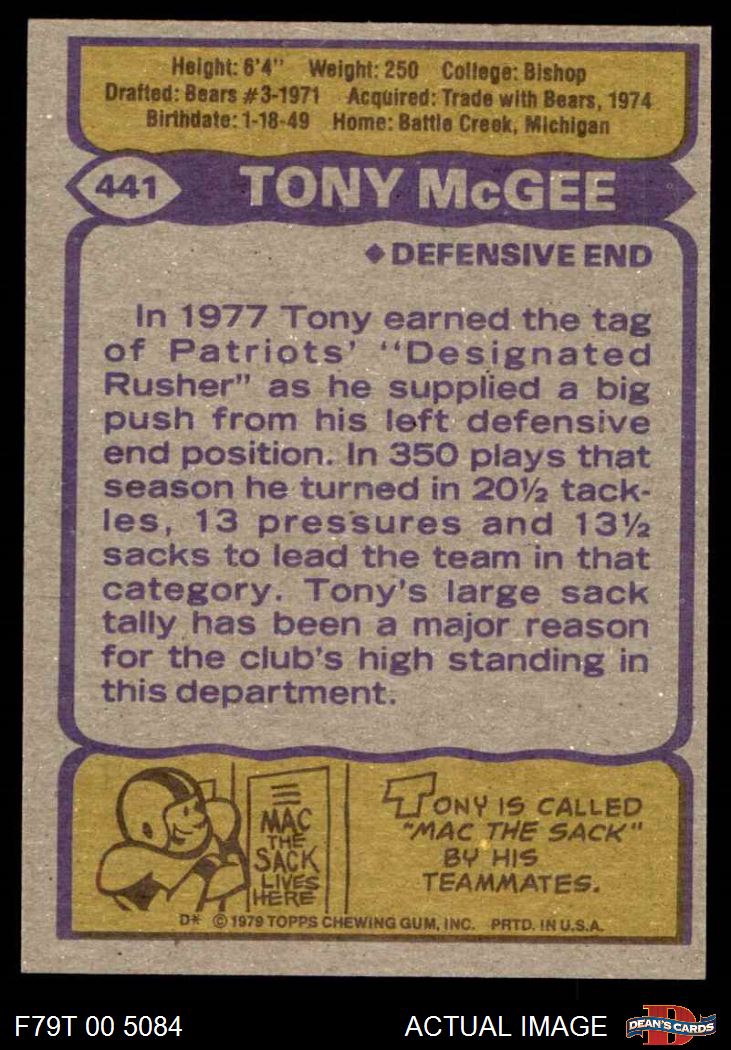 Height: 6'4" Weight: 250 College: Bishop
Drafted: Bears #3-1971 Acquired: Trade with Bears, 1974
Birthdate: 1-18-49 Home: Battle Creek, Michigan
441 TONY McGEE
◆ DEFENSIVE END
In 1977 Tony earned the tag
of Patriots' "Designated
Rusher" as he supplied a big
push from his left defensive
end position. In 350 plays that
season he turned in 20½ tack-
les, 13 pressures and 13½
sacks to lead the team in that
category. Tony's large sack
tally has been a major reason
for the club's high standing in
this department.
MAC
THE
SACK
LIVES
HERE
TONY IS CALLED
"MAC THE SACK"
BY HIS
TEAMMATES.
D* © 1979 TOPPS CHEWING GUM, INC. PRTD. IN U.S.A.
F79T 00 5084 ACTUAL IMAGE D DEAN'S CARDS